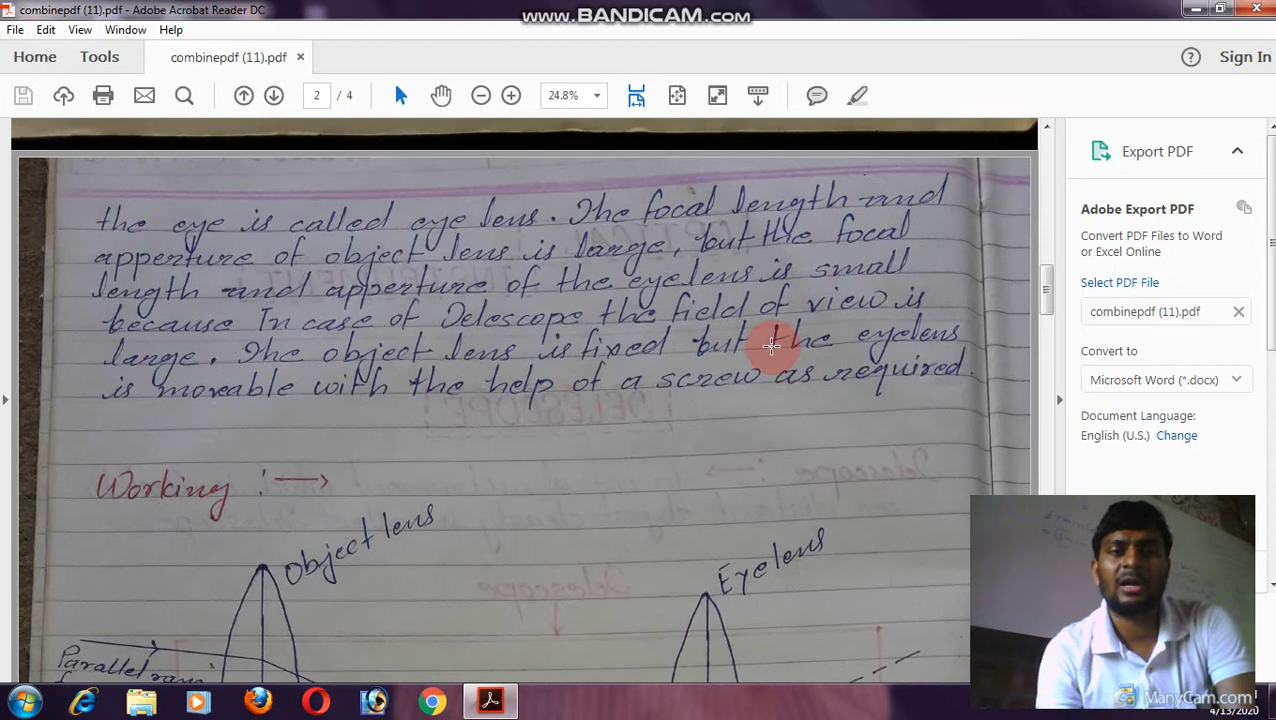 combinepdf (11).pdf - Adobe Acrobat Reader DC
www.BANDICAM.com
File Edit View Window Help
Home Tools combinepdf (11).pdf × Sign In
2 / 4 24.8%
the eye is called eye lens. The focal length and
apperture of object lens is large, but the focal
length and apperture of the eyelens is small
because In case of Telescope the field of view is
large. The object lens is fixed but the eyelens
is moveable with the help of a screw as required.
Working :→
Object lens
Eyelens
Parallel rays
Export PDF
Adobe Export PDF
Convert PDF Files to Word
or Excel Online
Select PDF File
combinepdf (11).pdf
Convert to
Microsoft Word (*.docx)
Document Language:
English (U.S.) Change
ManyCam.com
4/13/2020